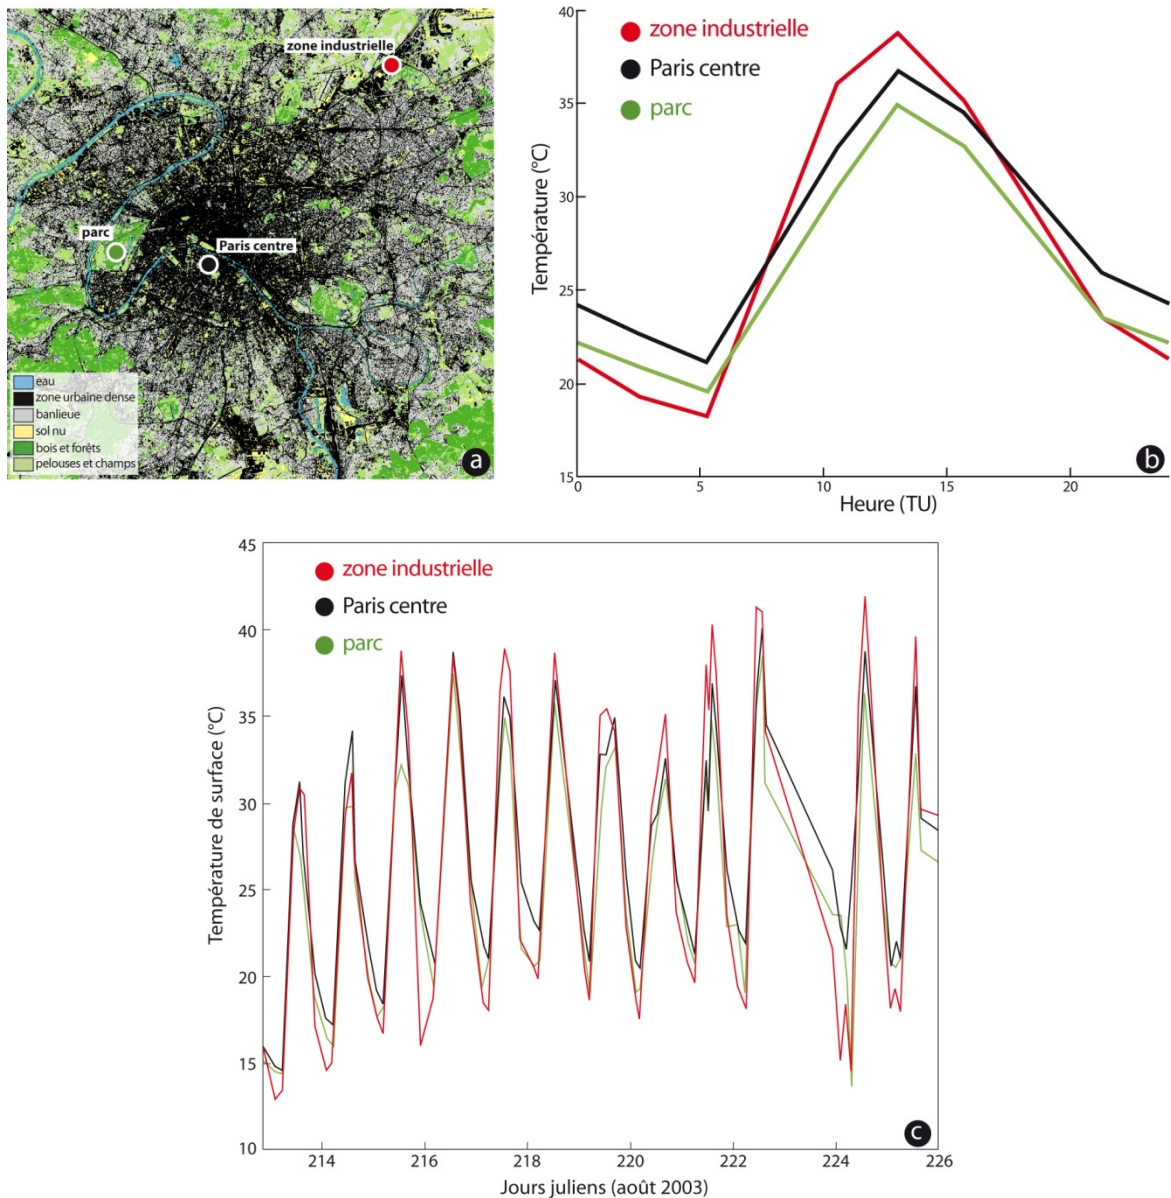 zone industrielle
parc
Paris centre
eau
zone urbaine dense
banlieue
sol nu
bois et forêts
pelouses et champs
a
40
35
30
25
20
15
Température (°C)
zone industrielle
Paris centre
parc
0
5
10
15
20
Heure (TU)
b
45
40
35
30
25
20
15
10
Température de surface (°C)
zone industrielle
Paris centre
parc
214
216
218
220
222
224
226
Jours juliens (août 2003)
c